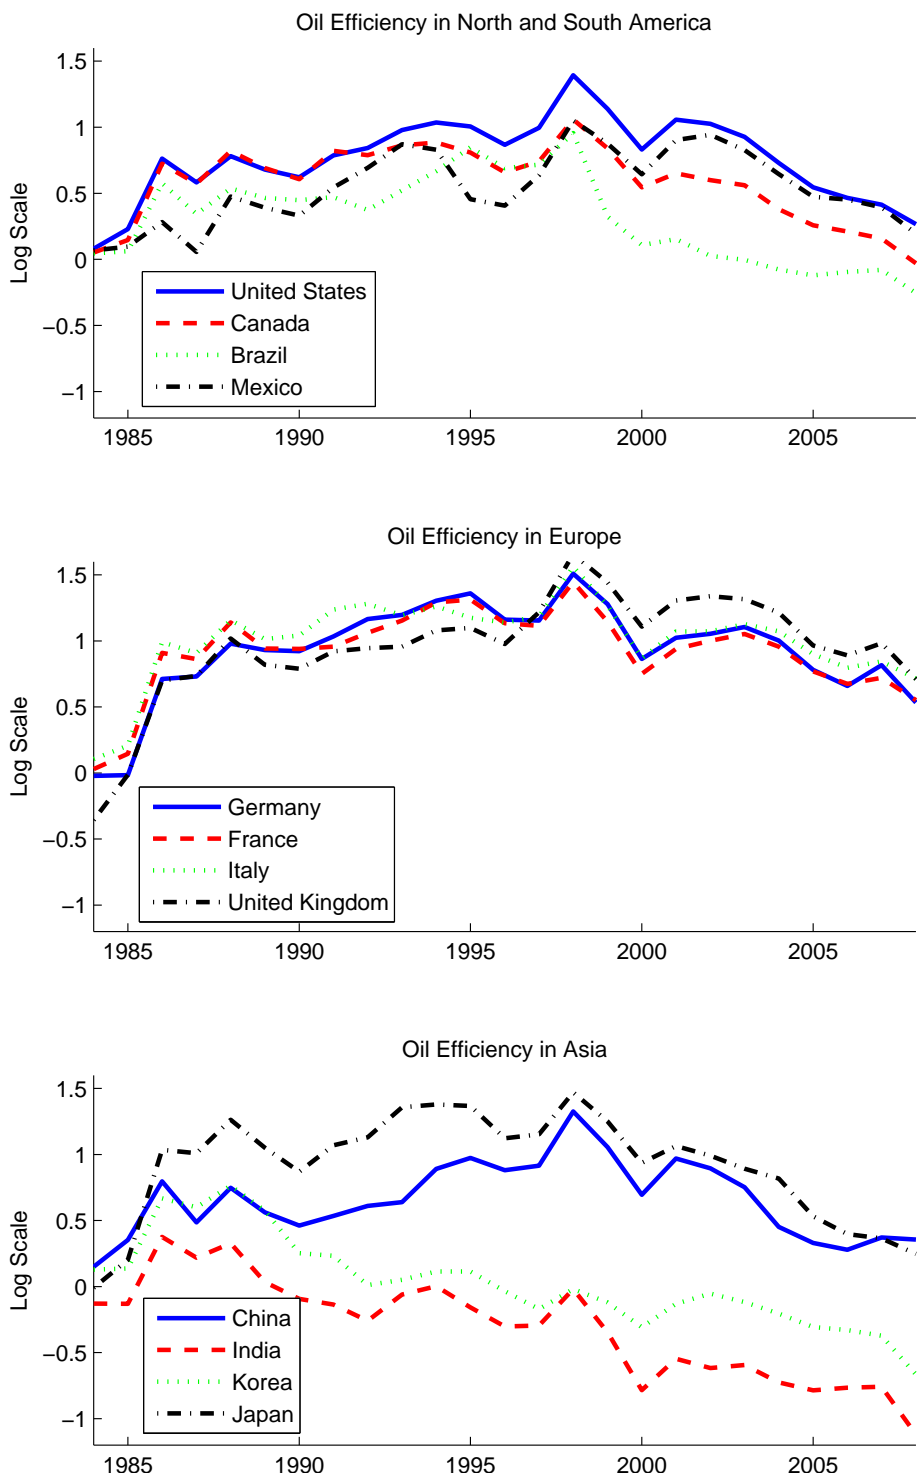 Oil Efficiency in North and South America
1.5
1
0.5
0
−0.5
−1
Log Scale
United States
Canada
Brazil
Mexico
1985 1990 1995 2000 2005
Oil Efficiency in Europe
1.5
1
0.5
0
−0.5
−1
Log Scale
Germany
France
Italy
United Kingdom
1985 1990 1995 2000 2005
Oil Efficiency in Asia
1.5
1
0.5
0
−0.5
−1
Log Scale
China
India
Korea
Japan
1985 1990 1995 2000 2005